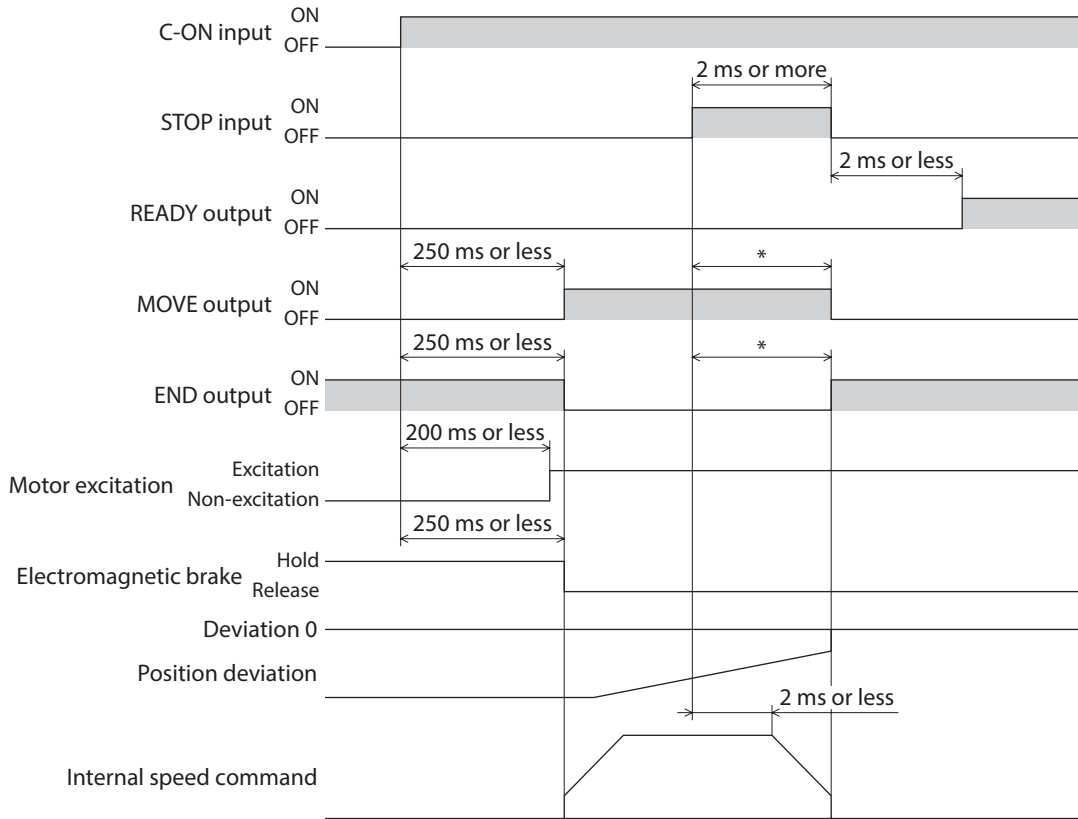 C-ON input
ON
OFF
2 ms or more
STOP input
ON
OFF
2 ms or less
READY output
ON
OFF
250 ms or less
*
MOVE output
ON
OFF
250 ms or less
*
END output
ON
OFF
200 ms or less
Motor excitation
Excitation
Non-excitation
250 ms or less
Electromagnetic brake
Hold
Release
Deviation 0
Position deviation
2 ms or less
Internal speed command